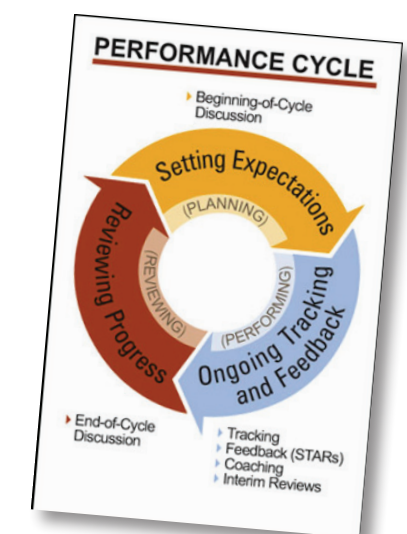 PERFORMANCE CYCLE
Beginning-of-Cycle
Discussion
Setting Expectations
(PLANNING)
Ongoing Tracking
and Feedback
(PERFORMING)
Tracking
Feedback (STARs)
Coaching
Interim Reviews
Reviewing Progress
(REVIEWING)
End-of-Cycle
Discussion